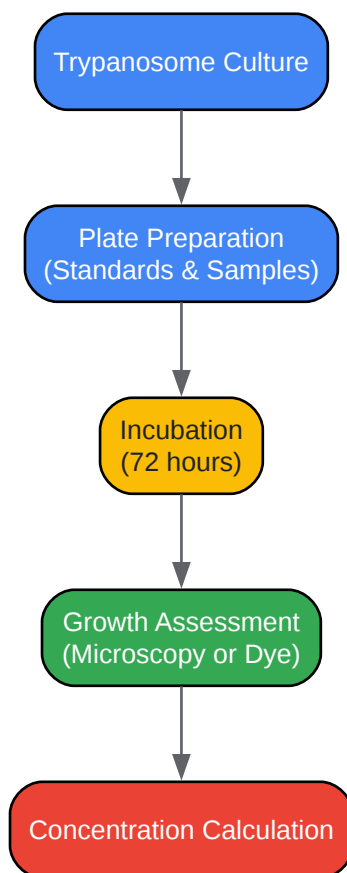 Trypanosome Culture
Plate Preparation
(Standards & Samples)
Incubation
(72 hours)
Growth Assessment
(Microscopy or Dye)
Concentration Calculation